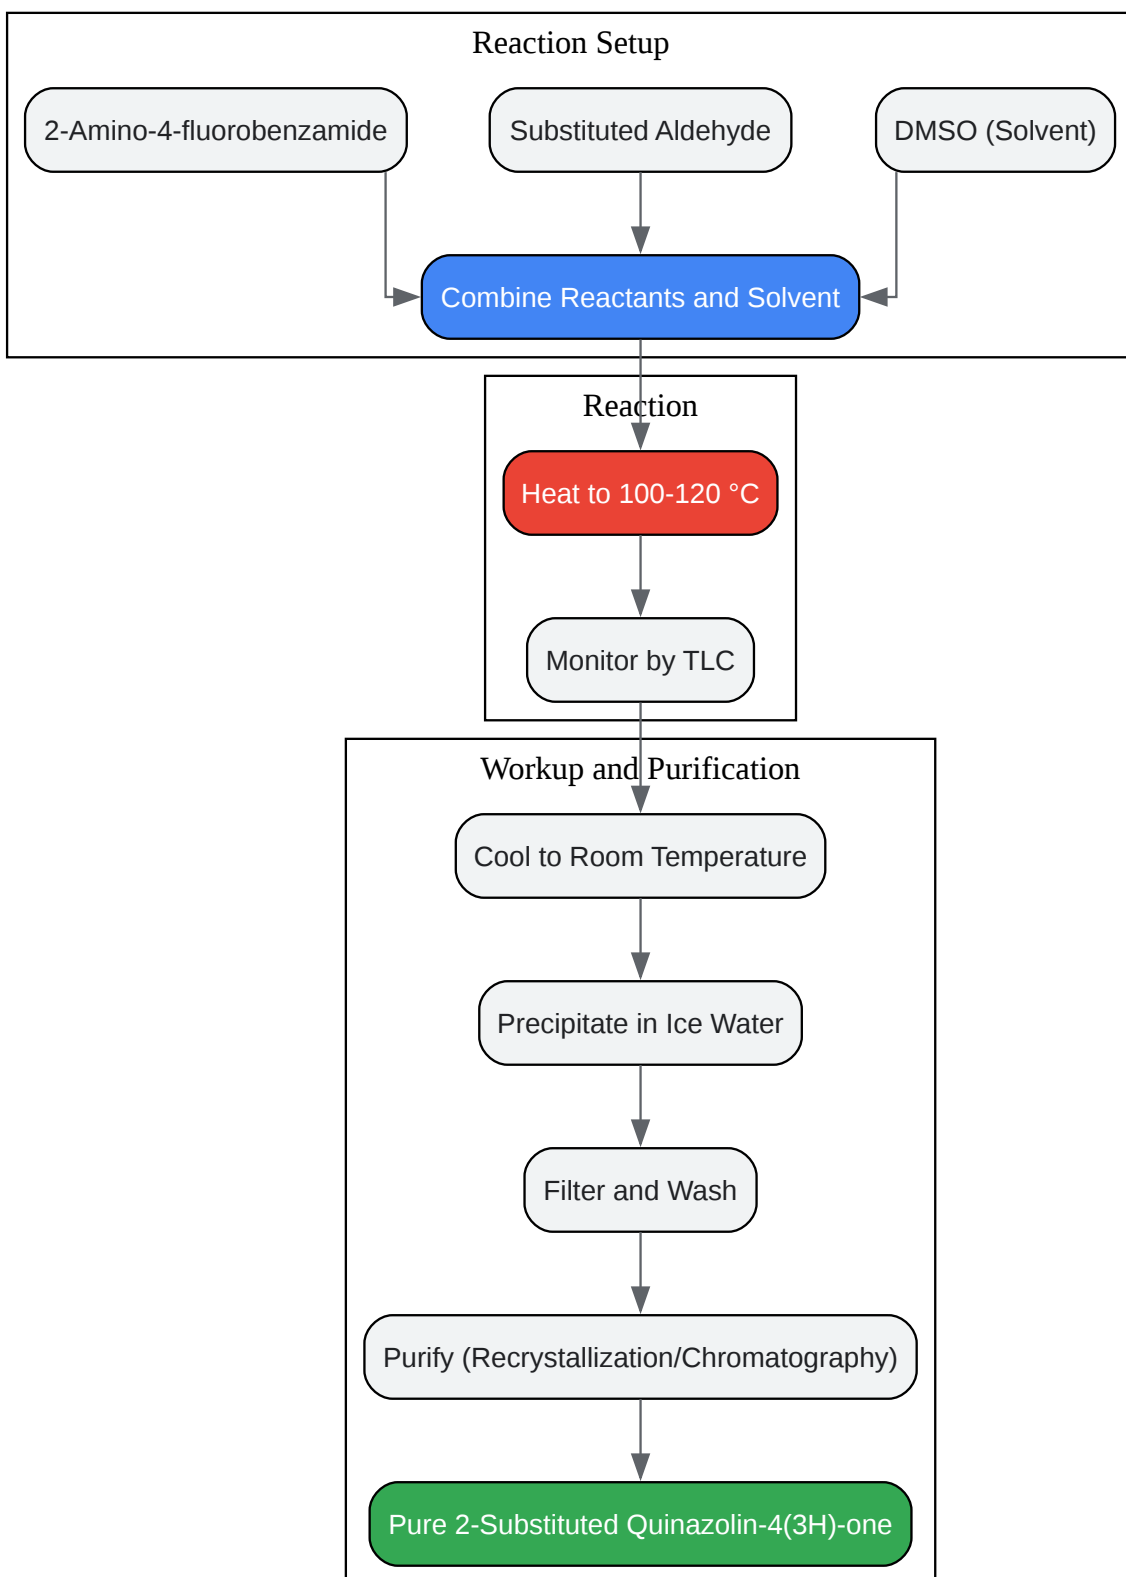 Reaction Setup
2-Amino-4-fluorobenzamide
Substituted Aldehyde
DMSO (Solvent)
Combine Reactants and Solvent
Reaction
Heat to 100-120 °C
Monitor by TLC
Workup and Purification
Cool to Room Temperature
Precipitate in Ice Water
Filter and Wash
Purify (Recrystallization/Chromatography)
Pure 2-Substituted Quinazolin-4(3H)-one